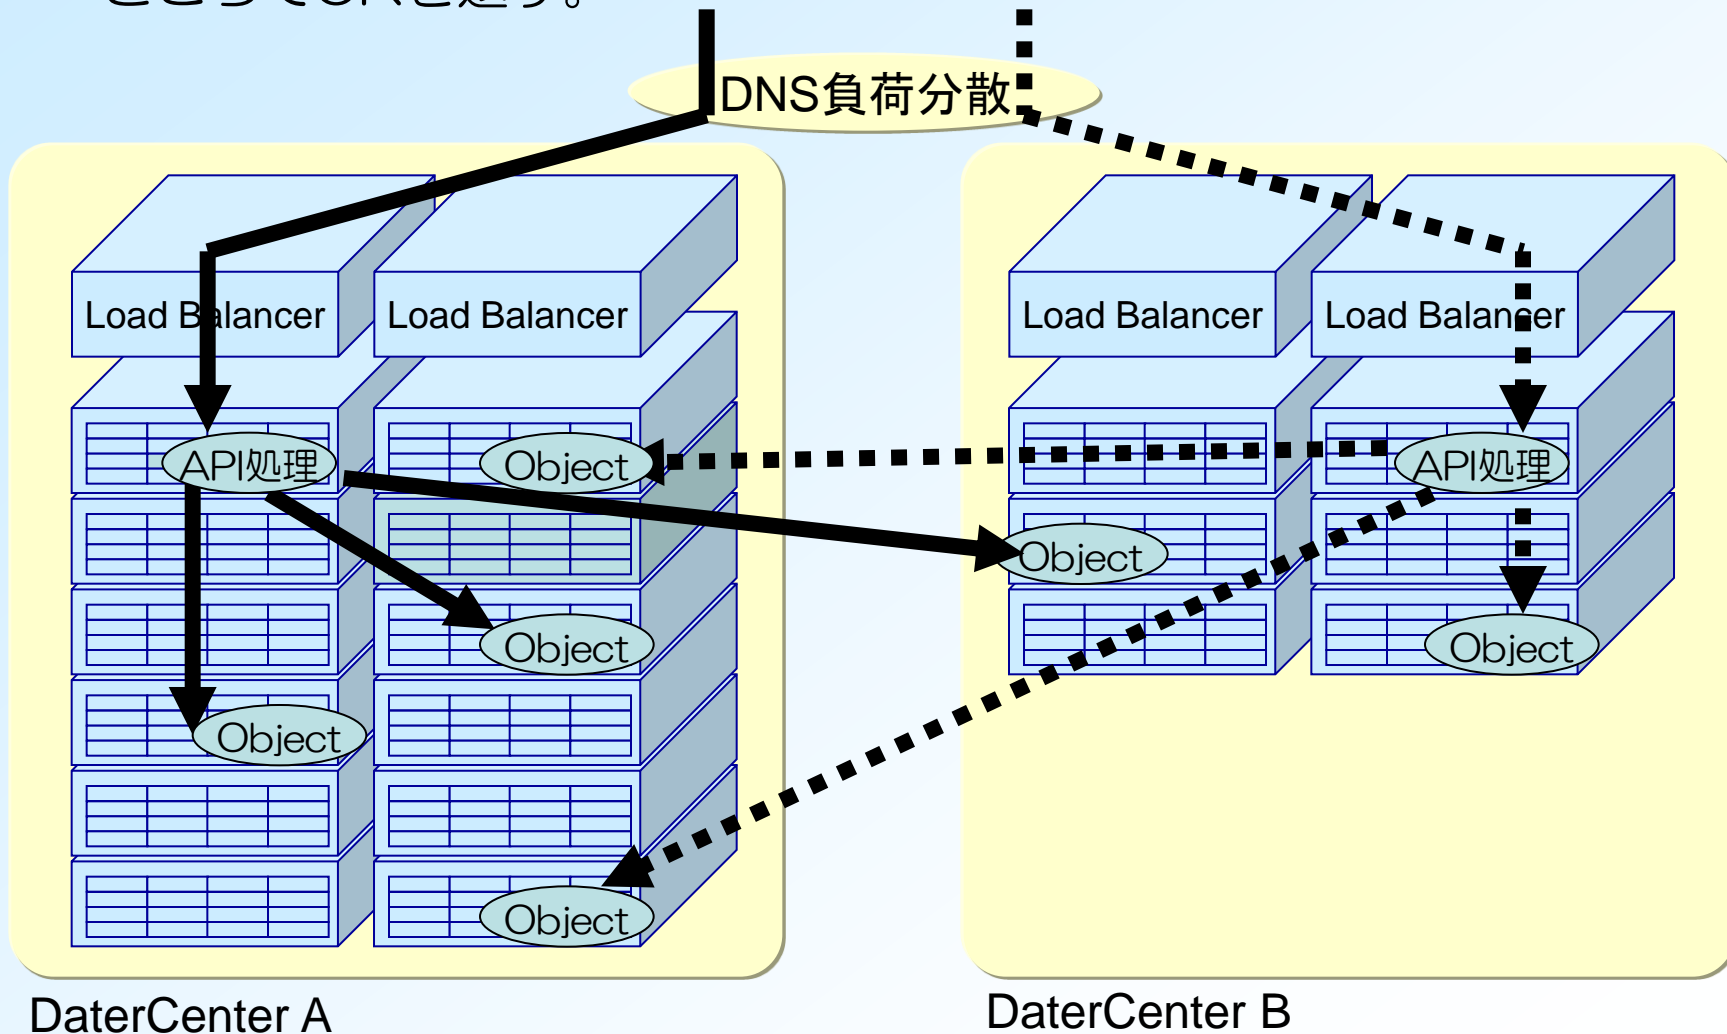 DNS負荷分散
Load Balancer
Load Balancer
Load Balancer
Load Balancer
API処理
Object
API処理
Object
Object
Object
Object
Object
DaterCenter A
DaterCenter B